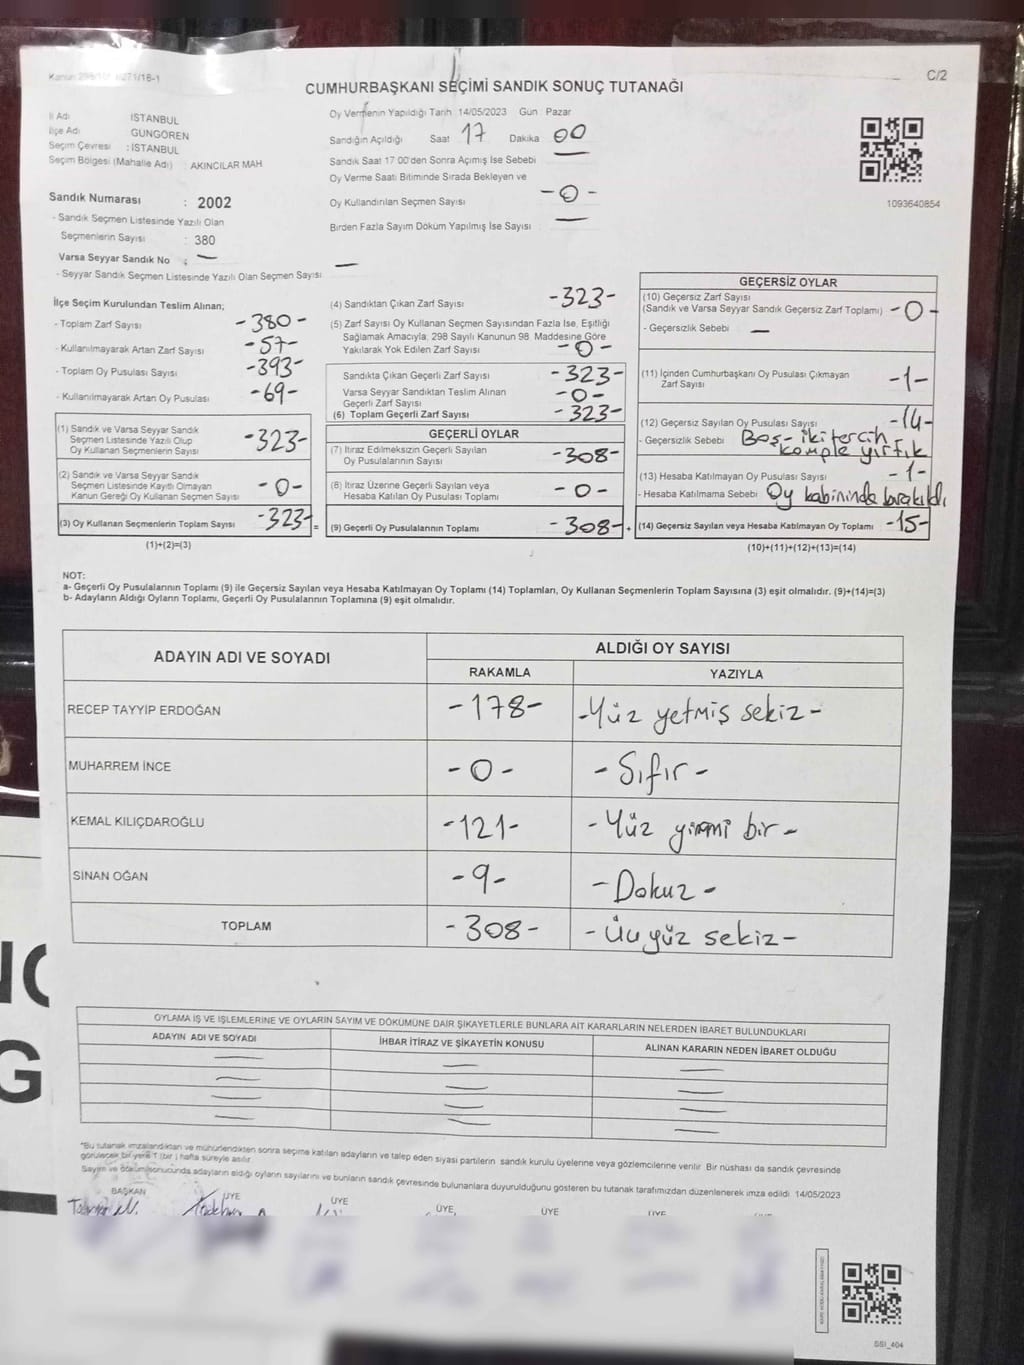 C/2
CUMHURBAŞKANI SEÇİMİ SANDIK SONUÇ TUTANAĞI
İl Adı İSTANBUL
İlçe Adı GÜNGÖREN
Seçim Çevresi : İSTANBUL
Seçim Bölgesi (Mahalle Adı) : AKINCILAR MAH
Oy Vermenin Yapıldığı Tarih 14/05/2023 Gün : Pazar
Sandığın Açıldığı Saat 17 Dakika 00
Sandık Saat 17 00'den Sonra Açılmış İse Sebebi
Oy Verme Saati Bitiminde Sırada Bekleyen ve
Oy Kullandırılan Seçmen Sayısı -0-
Birden Fazla Sayım Döküm Yapılmış İse Sayısı
1093640854
Sandık Numarası : 2002
- Sandık Seçmen Listesinde Yazılı Olan
Seçmenlerin Sayısı : 380
Varsa Seyyar Sandık No : —
- Seyyar Sandık Seçmen Listesinde Yazılı Olan Seçmen Sayısı —
İlçe Seçim Kurulundan Teslim Alınan;
- Toplam Zarf Sayısı -380-
- Kullanılmayarak Artan Zarf Sayısı -57-
- Toplam Oy Pusulası Sayısı -393-
- Kullanılmayarak Artan Oy Pusulası -69-
(1) Sandık ve Varsa Seyyar Sandık
Seçmen Listesinde Yazılı Olup
Oy Kullanan Seçmenlerin Sayısı -323-
(2) Sandık ve Varsa Seyyar Sandık
Seçmen Listesinde Kayıtlı Olmayan
Kanun Gereği Oy Kullanan Seçmen Sayısı -0-
(3) Oy Kullanan Seçmenlerin Toplam Sayısı -323- =
(1)+(2)=(3)
(4) Sandıktan Çıkan Zarf Sayısı -323-
(5) Zarf Sayısı Oy Kullanan Seçmen Sayısından Fazla İse, Eşitliği
Sağlamak Amacıyla; 298 Sayılı Kanunun 98. Maddesine Göre
Yakılarak Yok Edilen Zarf Sayısı -0-
Sandıkta Çıkan Geçerli Zarf Sayısı -323-
Varsa Seyyar Sandıktan Teslim Alınan
Geçerli Zarf Sayısı -0-
(6) Toplam Geçerli Zarf Sayısı -323-
GEÇERLİ OYLAR
(7) İtiraz Edilmeksizin Geçerli Sayılan
Oy Pusulalarının Sayısı -308-
(8) İtiraz Üzerine Geçerli Sayılan veya
Hesaba Katılan Oy Pusulası Toplamı -0-
(9) Geçerli Oy Pusulalarının Toplamı -308- +
GEÇERSİZ OYLAR
(10) Geçersiz Zarf Sayısı
(Sandık ve Varsa Seyyar Sandık Geçersiz Zarf Toplamı) -0-
- Geçersizlik Sebebi —
(11) İçinden Cumhurbaşkanı Oy Pusulası Çıkmayan
Zarf Sayısı -1-
(12) Geçersiz Sayılan Oy Pusulası Sayısı -14-
- Geçersizlik Sebebi Boş - iki tercih
komple yırtık
(13) Hesaba Katılmayan Oy Pusulası Sayısı -1-
- Hesaba Katılmama Sebebi Oy kabininde bırakıldı
(14) Geçersiz Sayılan veya Hesaba Katılmayan Oy Toplamı -15-
(10)+(11)+(12)+(13)=(14)
NOT:
a- Geçerli Oy Pusulalarının Toplamı (9) ile Geçersiz Sayılan veya Hesaba Katılmayan Oy Toplamı (14) Toplamları, Oy Kullanan Seçmenlerin Toplam Sayısına (3) eşit olmalıdır. (9)+(14)=(3)
b- Adayların Aldığı Oyların Toplamı, Geçerli Oy Pusulalarının Toplamına (9) eşit olmalıdır.
ADAYIN ADI VE SOYADI ALDIĞI OY SAYISI
RAKAMLA YAZIYLA
RECEP TAYYİP ERDOĞAN -178- -Yüz yetmiş sekiz-
MUHARREM İNCE -0- -Sıfır-
KEMAL KILIÇDAROĞLU -121- -Yüz yirmi bir-
SİNAN OĞAN -9- -Dokuz-
TOPLAM -308- -Üçyüz sekiz-
OYLAMA İŞ VE İŞLEMLERİNE VE OYLARIN SAYIM VE DÖKÜMÜNE DAİR ŞİKAYETLERLE BUNLARA AİT KARARLARIN NELERDEN İBARET BULUNDUKLARI
ADAYIN ADI VE SOYADI İHBAR İTİRAZ VE ŞİKAYETİN KONUSU ALINAN KARARIN NEDEN İBARET OLDUĞU
*Bu tutanak imzalandıktan ve mühürlendikten sonra seçime katılan adayların ve talep eden siyasi partilerin sandık kurulu üyelerine veya gözlemcilerine verilir. Bir nüshası da sandık çevresinde
görülecek bir yere 1 (bir) hafta süreyle asılır.
Sayım ve döküm sonucunda adayların aldığı oyların sayılarını ve bunların sandık çevresinde bulunanlara duyurulduğunu gösteren bu tutanak tarafımızdan düzenlenerek imza edildi. 14/05/2023
BAŞKAN ÜYE ÜYE ÜYE ÜYE ÜYE
SSI_404